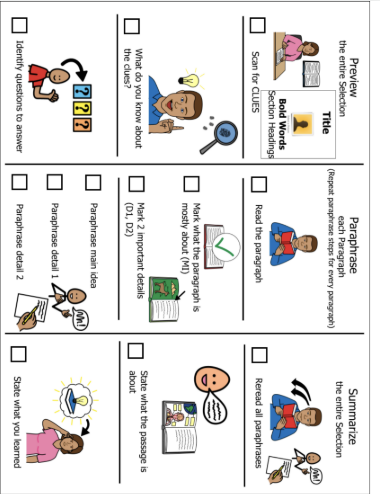 Preview
the entire Selection
Title
Bold Words
Section Headings
Scan for CLUES
What do you know about
the clues?
? ? ?
Identify questions to answer
Paraphrase
each Paragraph
(Repeat paraphrase steps for every paragraph)
Read the paragraph
Mark what the paragraph is
mostly about (MI)
Mark 2 important details
(D1, D2)
Paraphrase main idea
Paraphrase detail 1
Paraphrase detail 2
Summarize
the entire Selection
Reread all paraphrases
State what the passage is
about
State what you learned